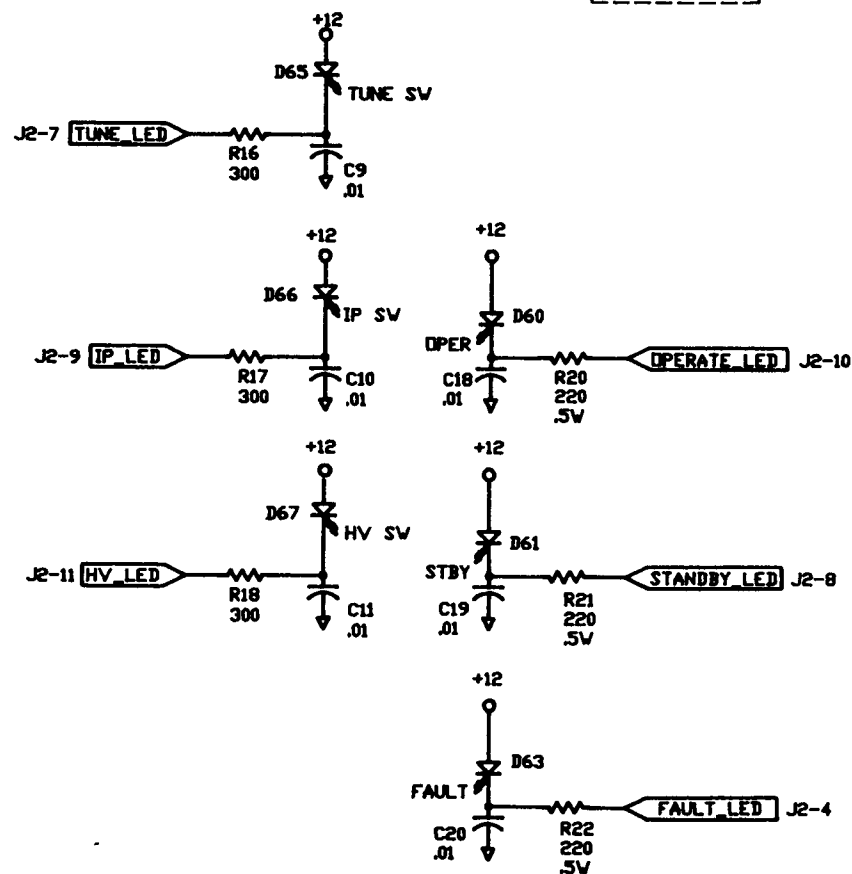 +12
D65
TUNE SW
J2-7 TUNE_LED
R16
300
C9
.01
+12
D66
IP SW
J2-9 IP_LED
R17
300
C10
.01
+12
D60
OPER
C18
.01
R20
220
.5W
OPERATE_LED J2-10
+12
D67
HV SW
J2-11 HV_LED
R18
300
C11
.01
+12
D61
STBY
C19
.01
R21
220
.5W
STANDBY_LED J2-8
+12
D63
FAULT
C20
.01
R22
220
.5W
FAULT_LED J2-4